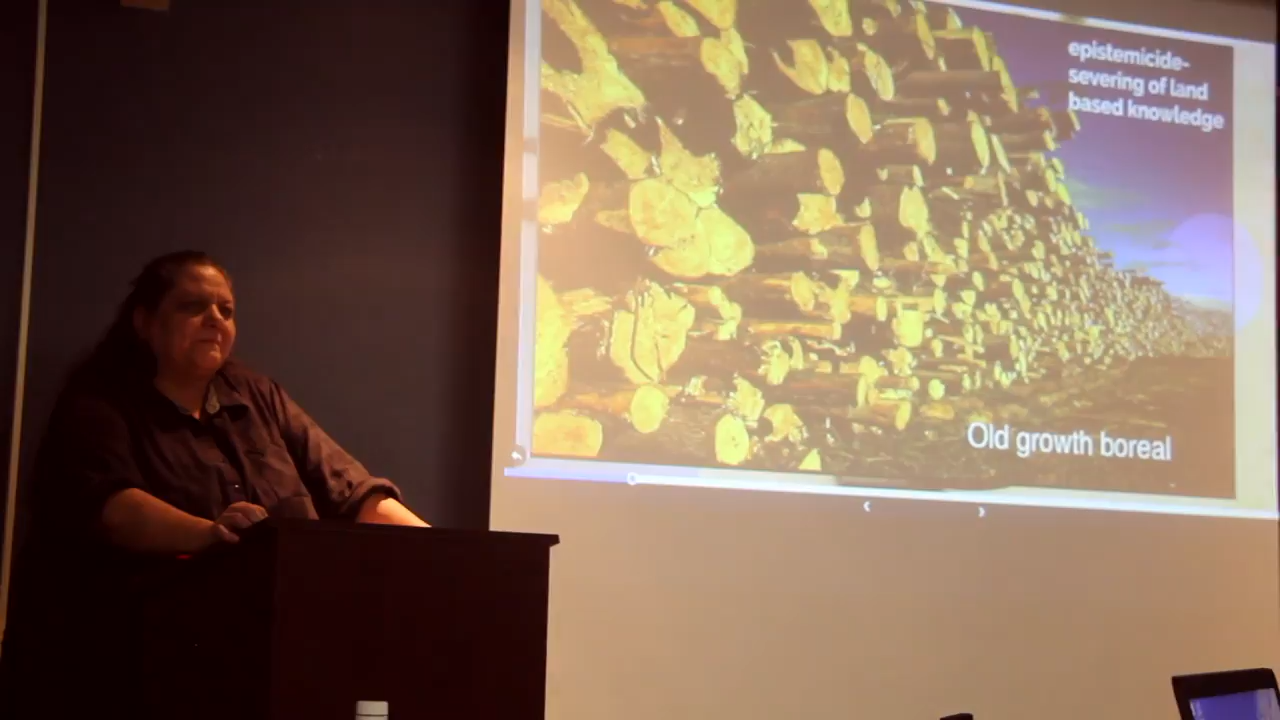 epistemicide-
severing of land
based knowledge
Old growth boreal